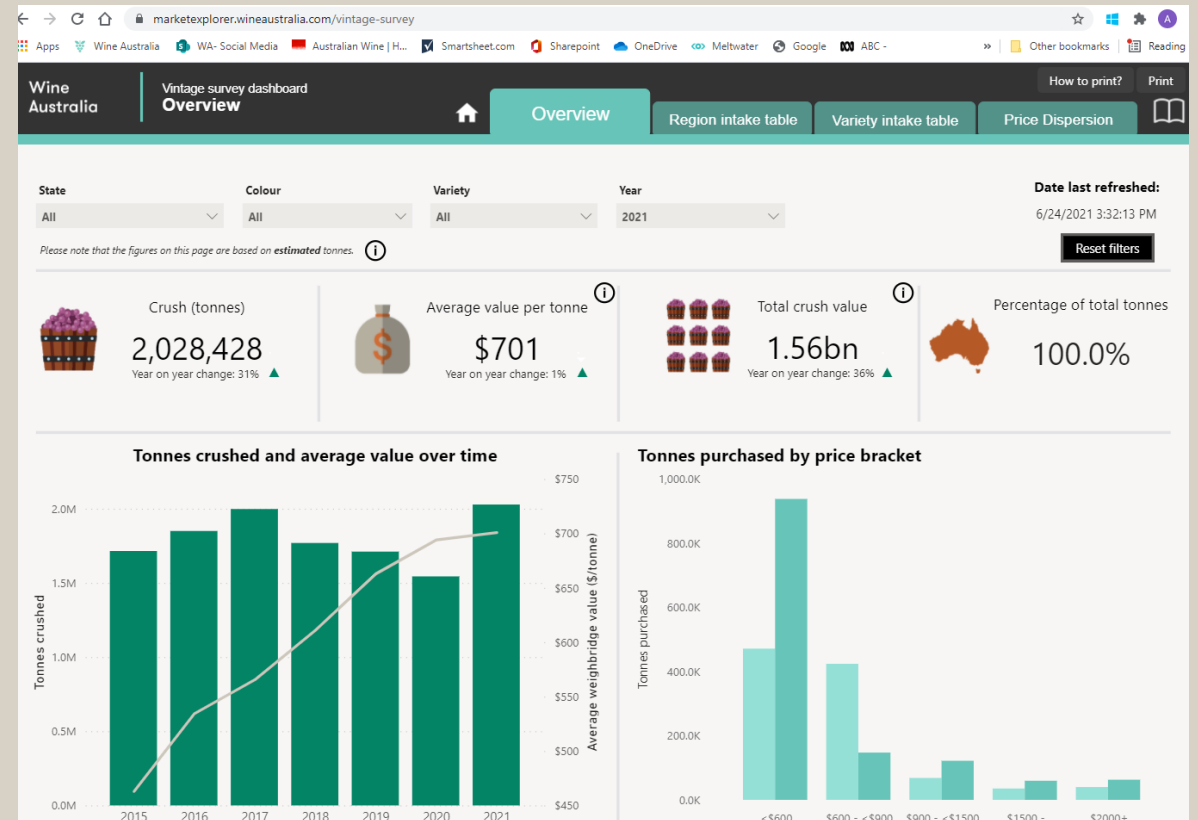 marketexplorer.wineaustralia.com/vintage-survey
A
Apps Wine Australia WA- Social Media Australian Wine | H... Smartsheet.com Sharepoint OneDrive Meltwater Google ABC - » Other bookmarks Reading
How to print? Print
Wine
Australia
Vintage survey dashboard
Overview
Overview Region intake table Variety intake table Price Dispersion
State Colour Variety Year
All All All 2021
Date last refreshed:
6/24/2021 3:32:13 PM
Please note that the figures on this page are based on estimated tonnes. i
Reset filters
Crush (tonnes)
2,028,428
Year on year change: 31%
Average value per tonne i
$701
Year on year change: 1%
Total crush value i
1.56bn
Year on year change: 36%
Percentage of total tonnes
100.0%
Tonnes crushed and average value over time
Tonnes crushed
2.0M
1.5M
1.0M
0.5M
0.0M
$750
$700
$650
$600
$550
$500
$450
Average weighbridge value ($/tonne)
2015 2016 2017 2018 2019 2020 2021
Tonnes purchased by price bracket
Tonnes purchased
1,000.0K
800.0K
600.0K
400.0K
200.0K
0.0K
<$600 $600 - <$900 $900 - <$1500 $1500 - $2000+